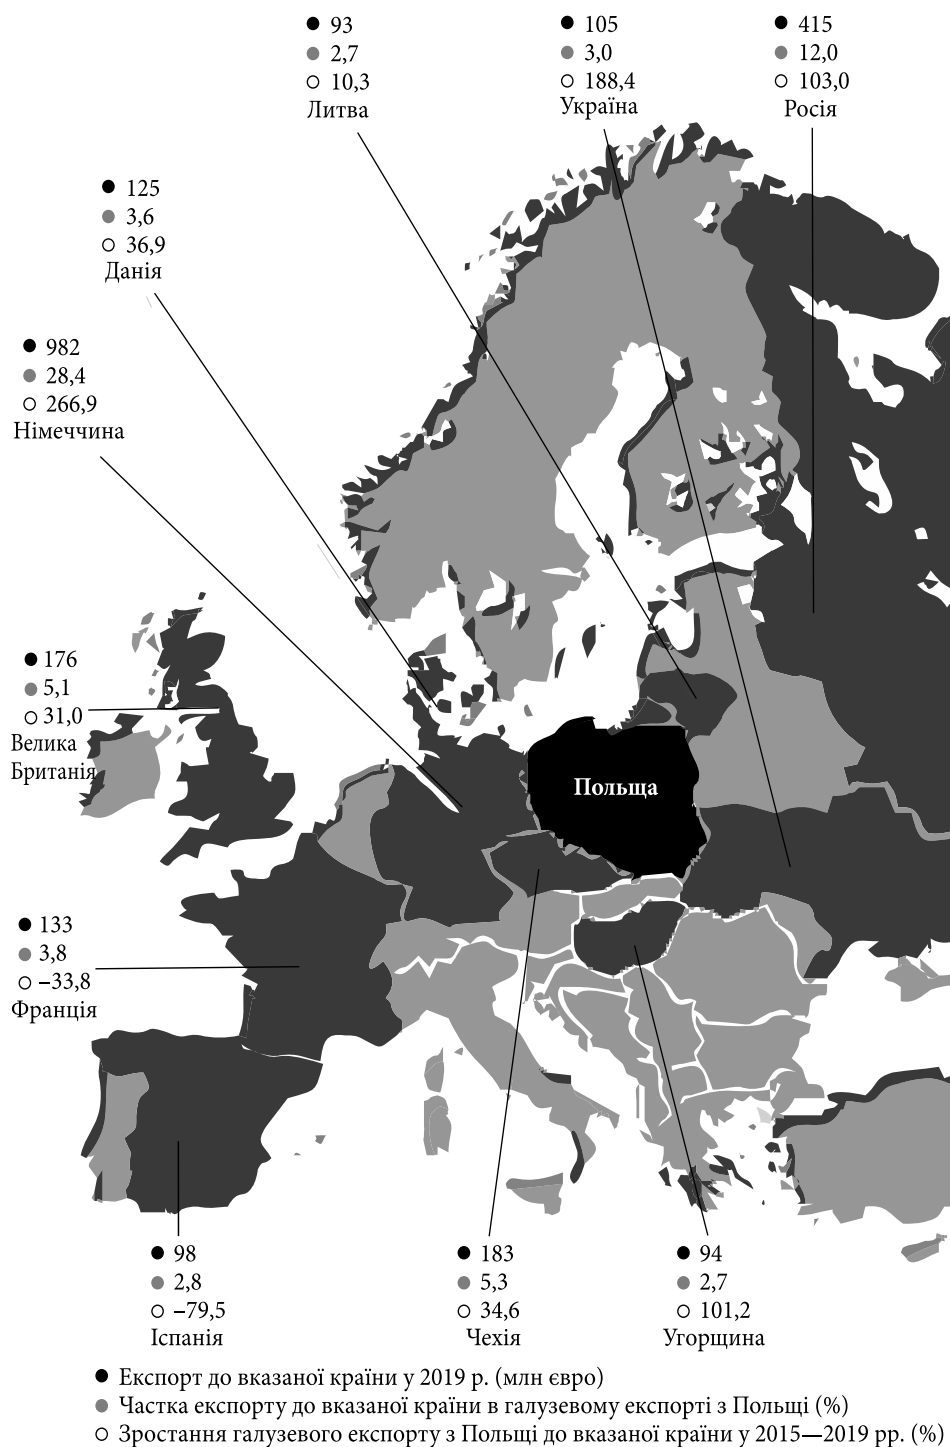 93
2,7
10,3
Литва
105
3,0
188,4
Україна
415
12,0
103,0
Росія
125
3,6
36,9
Данія
982
28,4
266,9
Німеччина
176
5,1
31,0
Велика
Британія
Польща
133
3,8
–33,8
Франція
98
2,8
–79,5
Іспанія
183
5,3
34,6
Чехія
94
2,7
101,2
Угорщина
Експорт до вказаної країни у 2019 р. (млн євро)
Частка експорту до вказаної країни в галузевому експорті з Польщі (%)
Зростання галузевого експорту з Польщі до вказаної країни у 2015—2019 рр. (%)